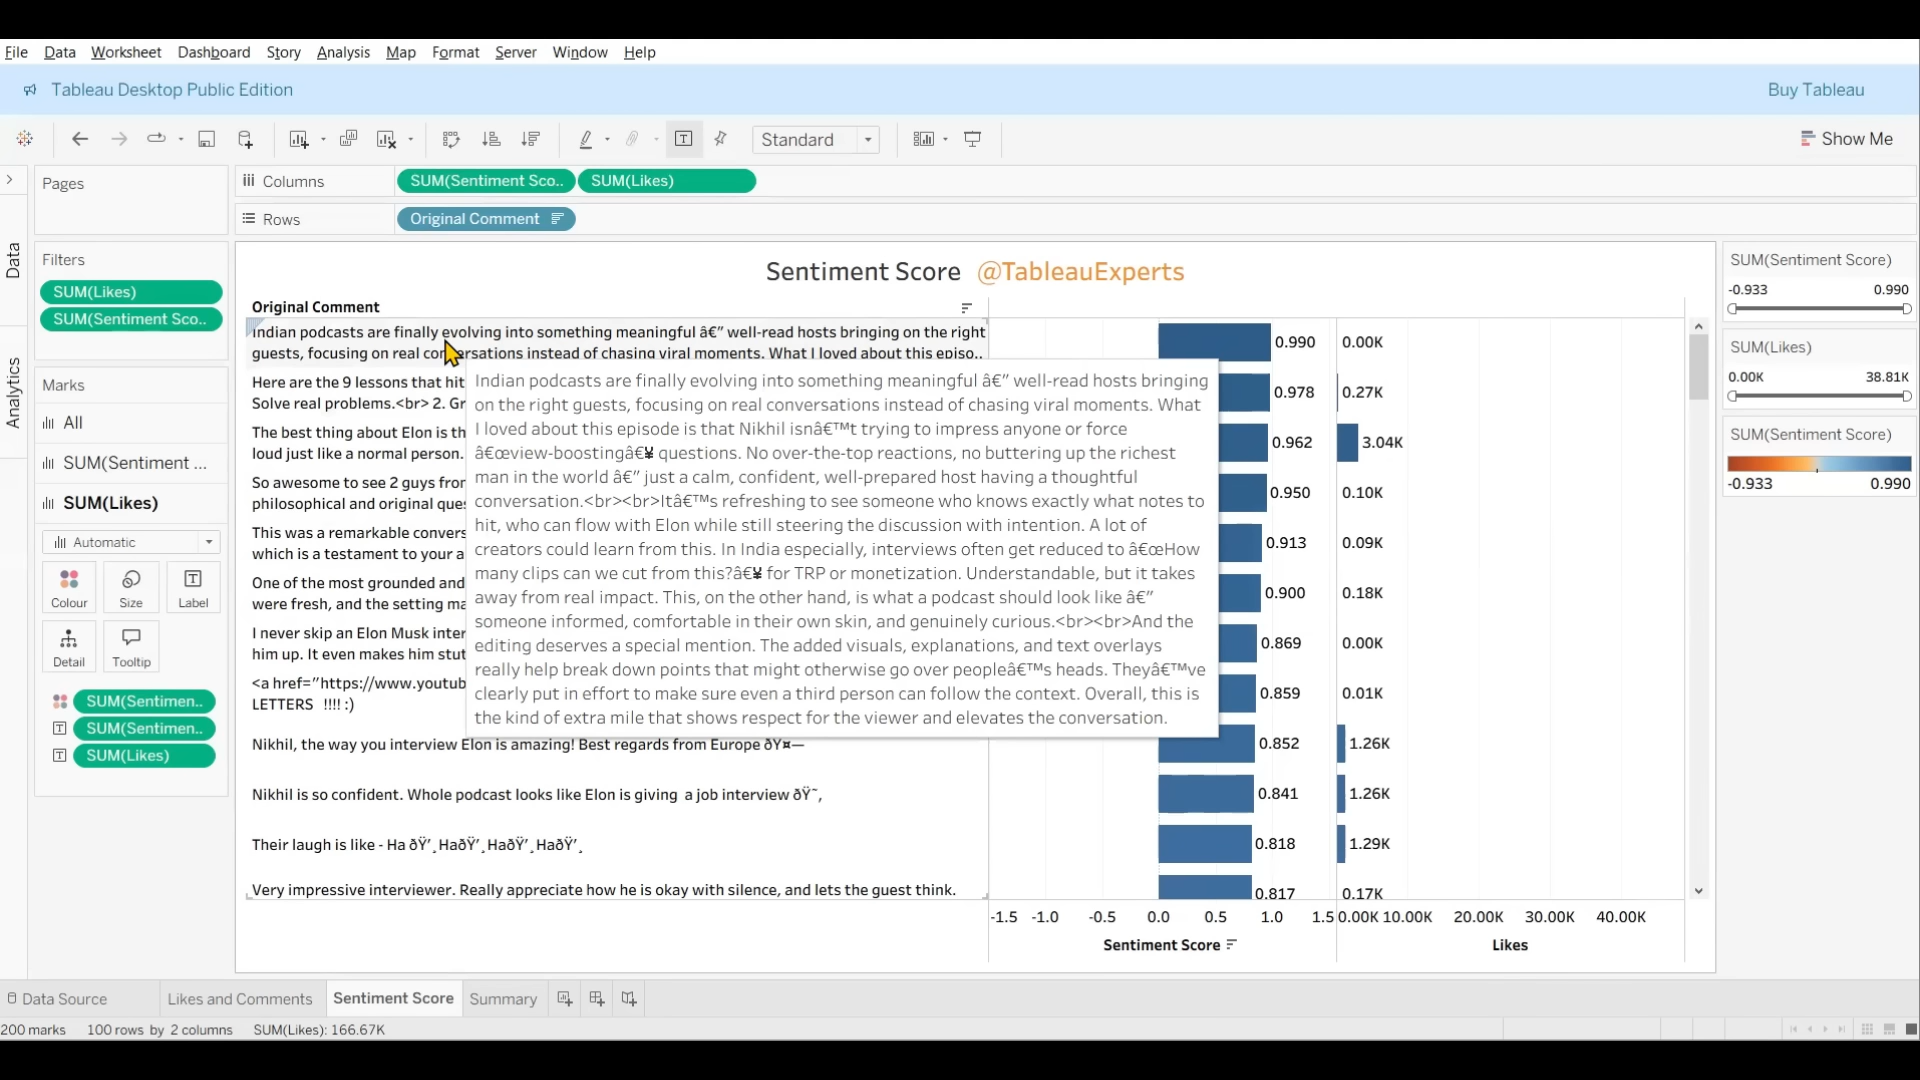 File Data Worksheet Dashboard Story Analysis Map Format Server Window Help
Tableau Desktop Public Edition
Buy Tableau
Standard
Show Me
Data
Analytics
Pages
Columns
SUM(Sentiment Sco..
SUM(Likes)
Rows
Original Comment
Filters
SUM(Likes)
SUM(Sentiment Sco..
Marks
All
SUM(Sentiment ...
SUM(Likes)
Automatic
Colour
Size
Label
Detail
Tooltip
SUM(Sentimen..
SUM(Sentimen..
SUM(Likes)
Sentiment Score @TableauExperts
Original Comment
Indian podcasts are finally evolving into something meaningful â€” well-read hosts bringing on the right
guests, focusing on real conversations instead of chasing viral moments. What I loved about this episo..
Here are the 9 lessons that hit
Solve real problems.<br> 2. Gr
The best thing about Elon is th
loud just like a normal person.
So awesome to see 2 guys from
philosophical and original que
This was a remarkable convers
which is a testament to your a
One of the most grounded and
were fresh, and the setting ma
I never skip an Elon Musk inter
him up. It even makes him stut
<a href="https://www.youtub
LETTERS !!!! :)
Nikhil, the way you interview Elon is amazing! Best regards from Europe ðŸ¤—
Nikhil is so confident. Whole podcast looks like Elon is giving a job interview ðŸ˜‚
Their laugh is like - Ha ðŸ’¸HaðŸ’¸HaðŸ’¸HaðŸ’¸
Very impressive interviewer. Really appreciate how he is okay with silence, and lets the guest think.
Indian podcasts are finally evolving into something meaningful â€” well-read hosts bringing
on the right guests, focusing on real conversations instead of chasing viral moments. What
I loved about this episode is that Nikhil isnâ€™t trying to impress anyone or force
â€œview-boostingâ€¥ questions. No over-the-top reactions, no buttering up the richest
man in the world â€” just a calm, confident, well-prepared host having a thoughtful
conversation.<br><br>Itâ€™s refreshing to see someone who knows exactly what notes to
hit, who can flow with Elon while still steering the discussion with intention. A lot of
creators could learn from this. In India especially, interviews often get reduced to â€œHow
many clips can we cut from this?â€¥ for TRP or monetization. Understandable, but it takes
away from real impact. This, on the other hand, is what a podcast should look like â€”
someone informed, comfortable in their own skin, and genuinely curious.<br><br>And the
editing deserves a special mention. The added visuals, explanations, and text overlays
really help break down points that might otherwise go over peopleâ€™s heads. Theyâ€™ve
clearly put in effort to make sure even a third person can follow the context. Overall, this is
the kind of extra mile that shows respect for the viewer and elevates the conversation.
0.990 0.00K
0.978 0.27K
0.962 3.04K
0.950 0.10K
0.913 0.09K
0.900 0.18K
0.869 0.00K
0.859 0.01K
0.852 1.26K
0.841 1.26K
0.818 1.29K
0.817 0.17K
-1.5 -1.0 -0.5 0.0 0.5 1.0 1.5 0.00K 10.00K 20.00K 30.00K 40.00K
Sentiment Score
Likes
SUM(Sentiment Score)
-0.933 0.990
SUM(Likes)
0.00K 38.81K
SUM(Sentiment Score)
-0.933 0.990
Data Source
Likes and Comments
Sentiment Score
Summary
200 marks 100 rows by 2 columns SUM(Likes): 166.67K